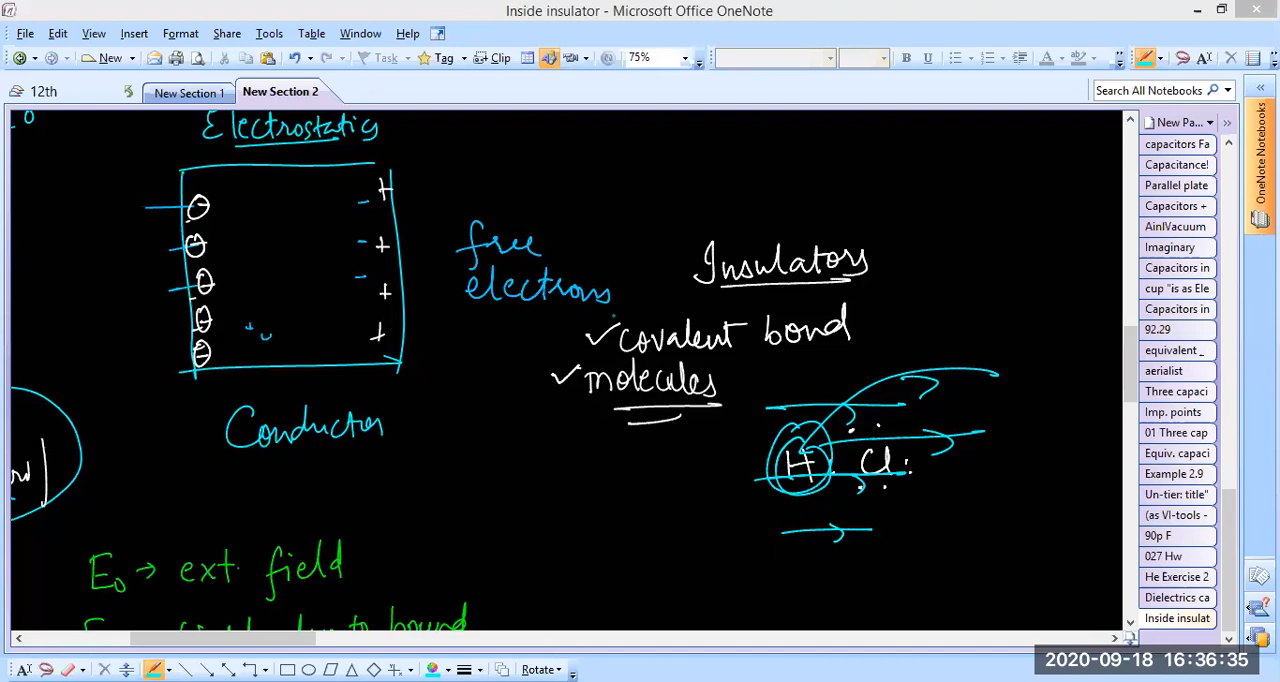 Inside insulator - Microsoft Office OneNote
File Edit View Insert Format Share Tools Table Window Help
New Task Tag Clip 75% B U A
12th New Section 1 New Section 2 Search All Notebooks
New Pa...
OneNote Notebooks
capacitors Fa
Capacitance!
Parallel plate
Capacitors +
AinlVacuum
Imaginary
Capacitors in
cup "is as Ele
Capacitors in
92.29
equivalent _
aerialist
Three capaci
Imp. points
01 Three cap
Equiv. capaci
Example 2.9
Un-tier: title"
(as VI-tools -
90p F
027 Hw
He Exercise 2
Dielectrics ca
Inside insulat
Electrostatics
+
-
-
+
-
+
+
free
electrons
Conductor
Insulators
✓ covalent bond
✓ molecules
H Cl
E₀ → ext. field
field due to bound
Rotate
2020-09-18 16:36:35